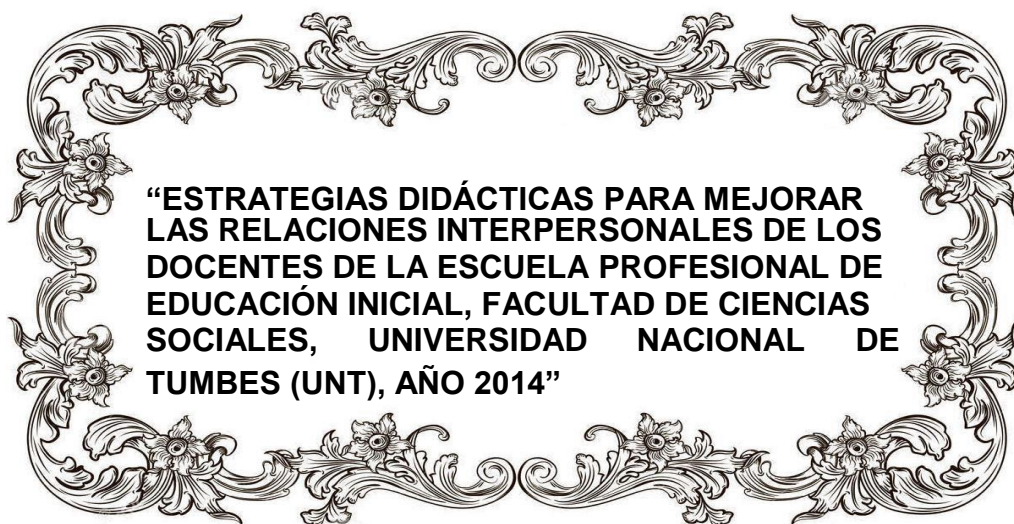 “ESTRATEGIAS DIDÁCTICAS PARA MEJORAR
LAS RELACIONES INTERPERSONALES DE LOS
DOCENTES DE LA ESCUELA PROFESIONAL DE
EDUCACIÓN INICIAL, FACULTAD DE CIENCIAS
SOCIALES, UNIVERSIDAD NACIONAL DE
TUMBES (UNT), AÑO 2014”